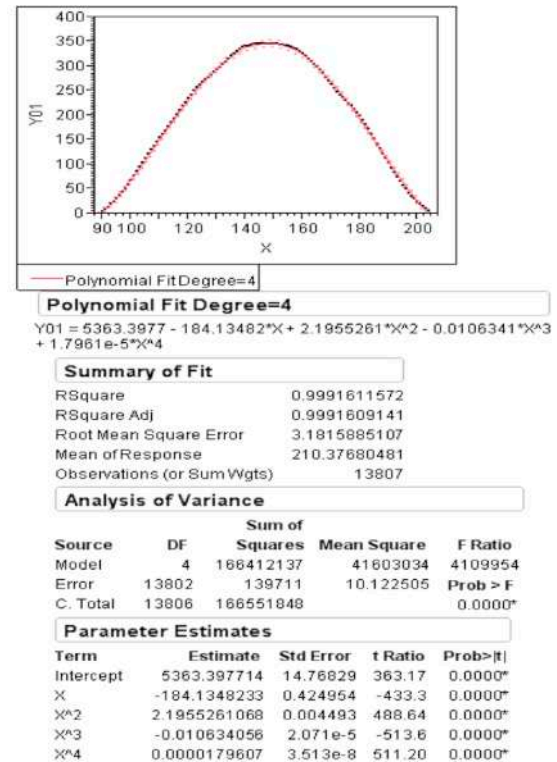 400
350
300
250
200
150
100
50
0
Y01
90 100 120 140 160 180 200
X
Polynomial Fit Degree=4
Polynomial Fit Degree=4
Y01 = 5363.3977 - 184.13482*X + 2.1955261*X^2 - 0.0106341*X^3
+ 1.7961e-5*X^4
Summary of Fit
RSquare 0.9991611572
RSquare Adj 0.9991609141
Root Mean Square Error 3.1815885107
Mean of Response 210.37680481
Observations (or Sum Wgts) 13807
Analysis of Variance
Sum of
Source DF Squares Mean Square F Ratio
Model 4 166412137 41603034 4109954
Error 13802 139711 10.122505 Prob > F
C. Total 13806 166551848 0.0000*
Parameter Estimates
Term Estimate Std Error t Ratio Prob>|t|
Intercept 5363.397714 14.76829 363.17 0.0000*
X -184.1348233 0.424954 -433.3 0.0000*
X^2 2.1955261068 0.004493 488.64 0.0000*
X^3 -0.010634056 2.071e-5 -513.6 0.0000*
X^4 0.0000179607 3.513e-8 511.20 0.0000*